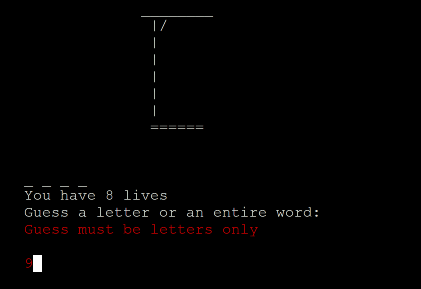 _ _ _ _
You have 8 lives
Guess a letter or an entire word:
Guess must be letters only
9